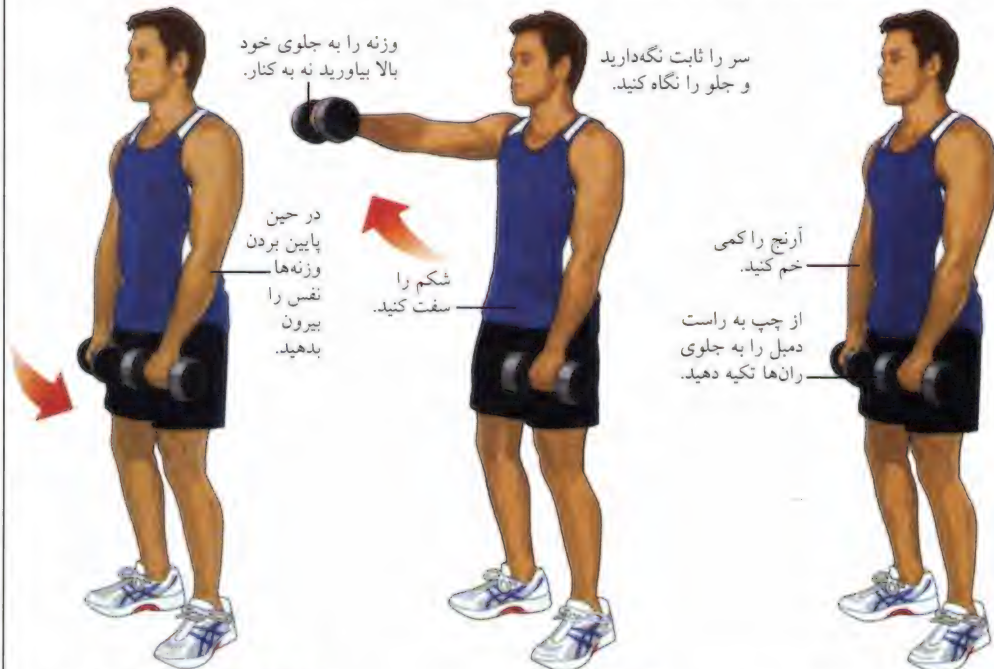 سر را ثابت نگه‌دارید
و جلو را نگاه کنید.
آرنج را کمی
خم کنید.
از چپ به راست
دمبل را به جلوی
ران‌ها تکیه دهید.
وزنه را به جلوی خود
بالا بیاورید نه به کنار.
شکم را
سفت کنید.
در حین
پایین بردن
وزنه‌ها
نفس را
بیرون
بدهید.